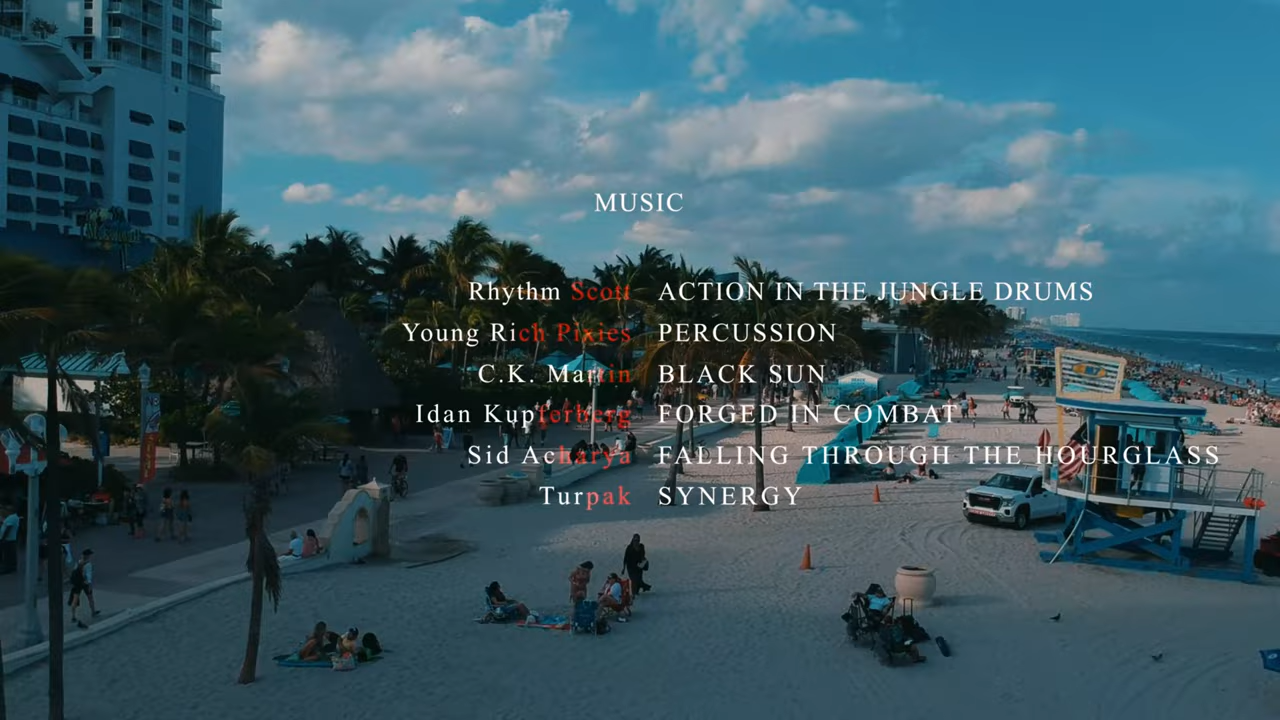 MUSIC
Rhythm Scott ACTION IN THE JUNGLE DRUMS
Young Rich Pixies PERCUSSION
C.K. Martin BLACK SUN
Idan Kupferberg FORGED IN COMBAT
Sid Acharya FALLING THROUGH THE HOURGLASS
Turpak SYNERGY